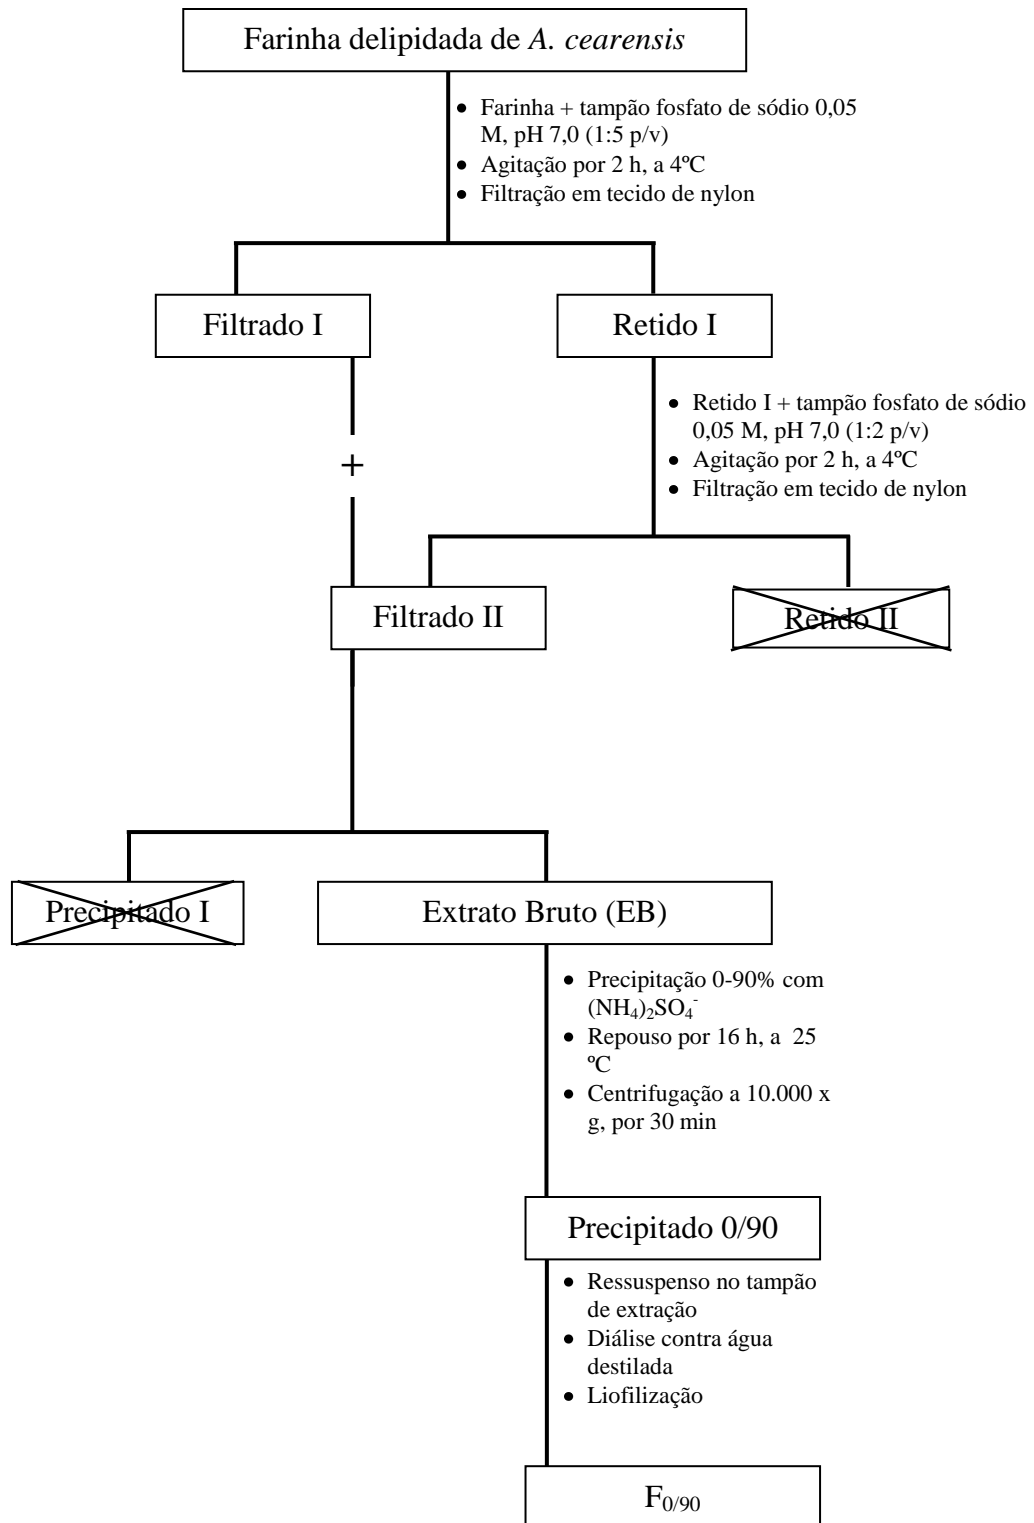 Farinha delipidada de A. cearensis
• Farinha + tampão fosfato de sódio 0,05
M, pH 7,0 (1:5 p/v)
• Agitação por 2 h, a 4ºC
• Filtração em tecido de nylon
Filtrado I
Retido I
• Retido I + tampão fosfato de sódio
0,05 M, pH 7,0 (1:2 p/v)
• Agitação por 2 h, a 4ºC
• Filtração em tecido de nylon
+
Filtrado II
Retido II
Precipitado I
Extrato Bruto (EB)
• Precipitação 0-90% com
(NH₄)₂SO₄⁻
• Repouso por 16 h, a 25
ºC
• Centrifugação a 10.000 x
g, por 30 min
Precipitado 0/90
• Ressuspenso no tampão
de extração
• Diálise contra água
destilada
• Liofilização
F₀/₉₀